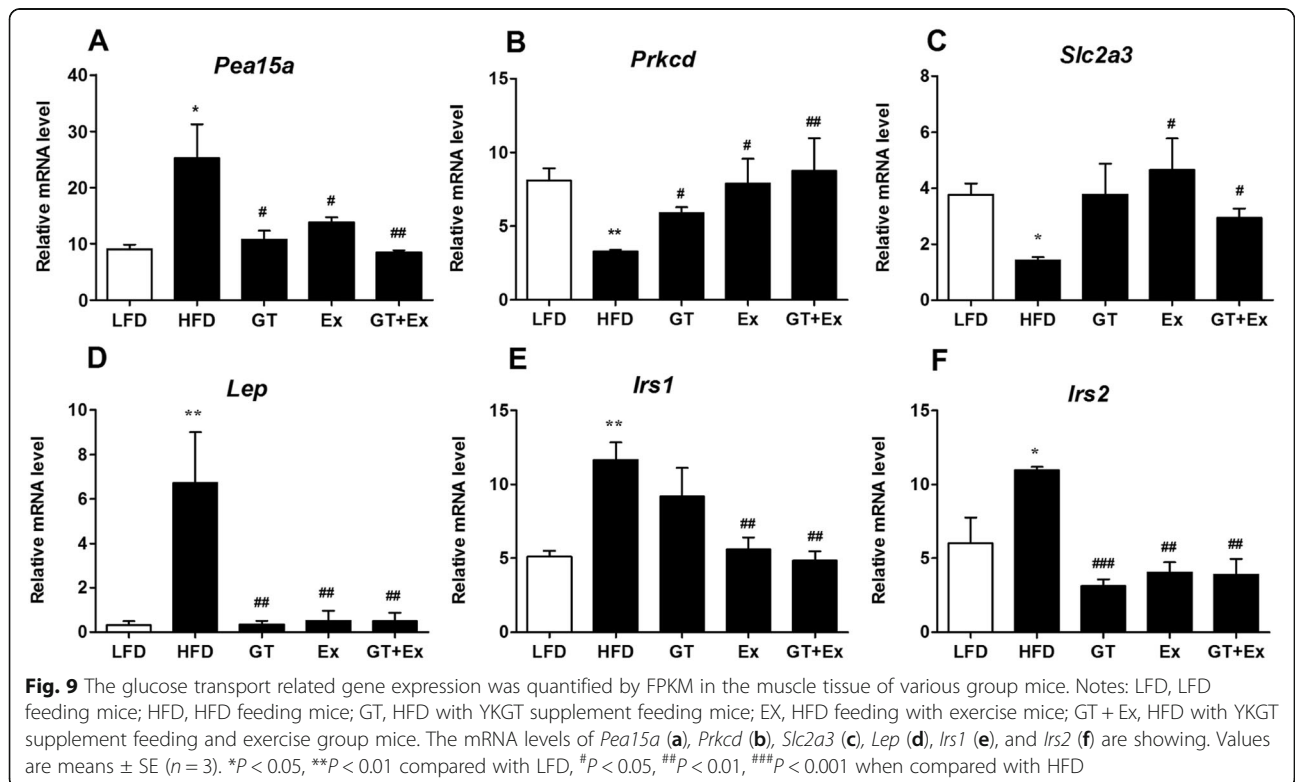 A
Pea15a
Relative mRNA level
40
30
20
10
0
*
#
#
##
LFD HFD GT Ex GT+Ex
B
Prkcd
Relative mRNA level
15
10
5
0
**
#
#
##
LFD HFD GT Ex GT+Ex
C
Slc2a3
Relative mRNA level
8
6
4
2
0
*
#
#
LFD HFD GT Ex GT+Ex
D
Lep
Relative mRNA level
10
8
6
4
2
0
**
##
##
##
LFD HFD GT Ex GT+Ex
E
Irs1
Relative mRNA level
15
10
5
0
**
##
##
LFD HFD GT Ex GT+Ex
F
Irs2
Relative mRNA level
15
10
5
0
*
###
##
##
LFD HFD GT Ex GT+Ex
Fig. 9 The glucose transport related gene expression was quantified by FPKM in the muscle tissue of various group mice. Notes: LFD, LFD
feeding mice; HFD, HFD feeding mice; GT, HFD with YKGT supplement feeding mice; EX, HFD feeding with exercise mice; GT + Ex, HFD with YKGT
supplement feeding and exercise group mice. The mRNA levels of Pea15a (a), Prkcd (b), Slc2a3 (c), Lep (d), Irs1 (e), and Irs2 (f) are showing. Values
are means ± SE (n = 3). *P < 0.05, **P < 0.01 compared with LFD, #P < 0.05, ##P < 0.01, ###P < 0.001 when compared with HFD